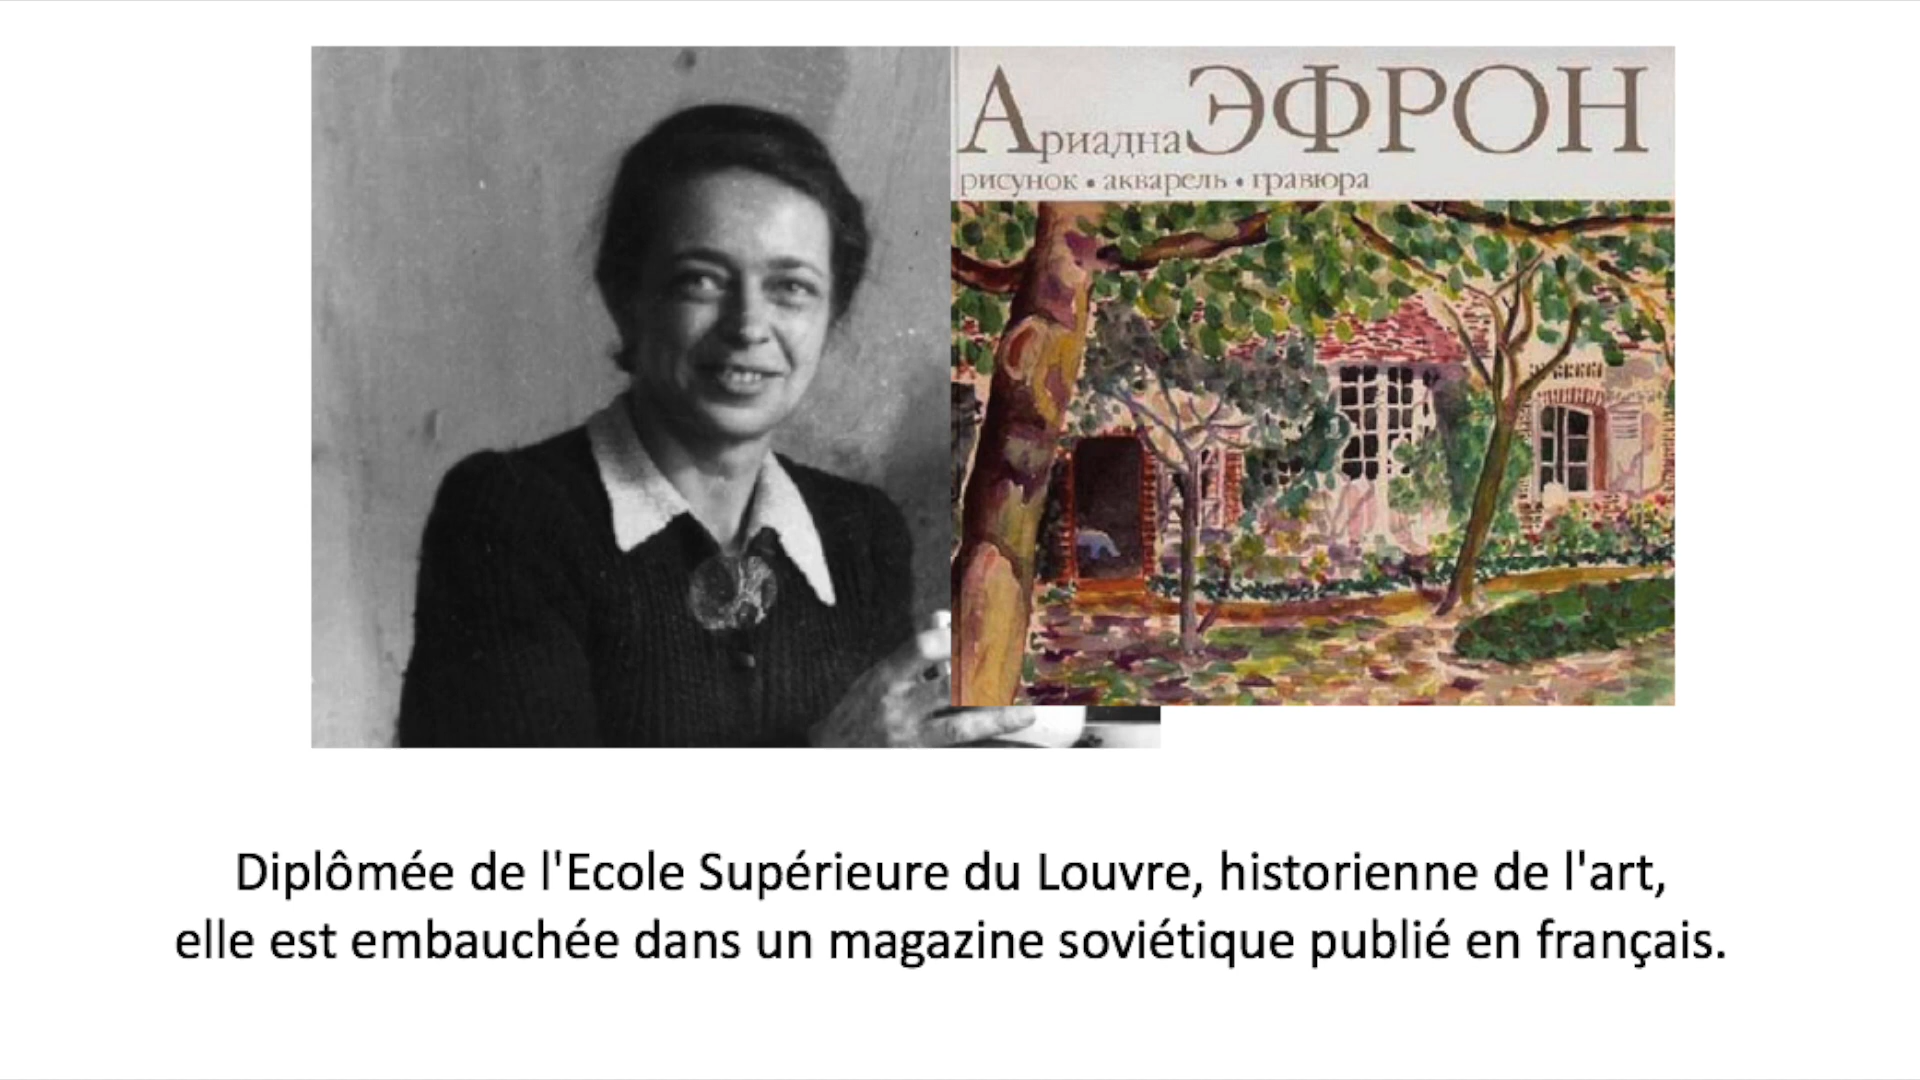 Ариадна ЭФРОН
рисунок • акварель • гравюра
Diplômée de l'Ecole Supérieure du Louvre, historienne de l'art,
elle est embauchée dans un magazine soviétique publié en français.